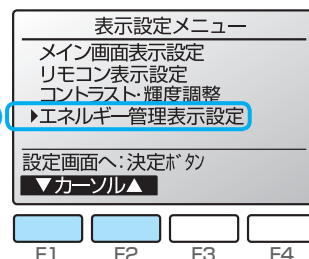 表示設定メニュー
メイン画面表示設定
リモコン表示設定
コントラスト・輝度調整
▶エネルギー管理表示設定
設定画面へ:決定ボタン
▼カーソル▲
F1 F2 F3 F4